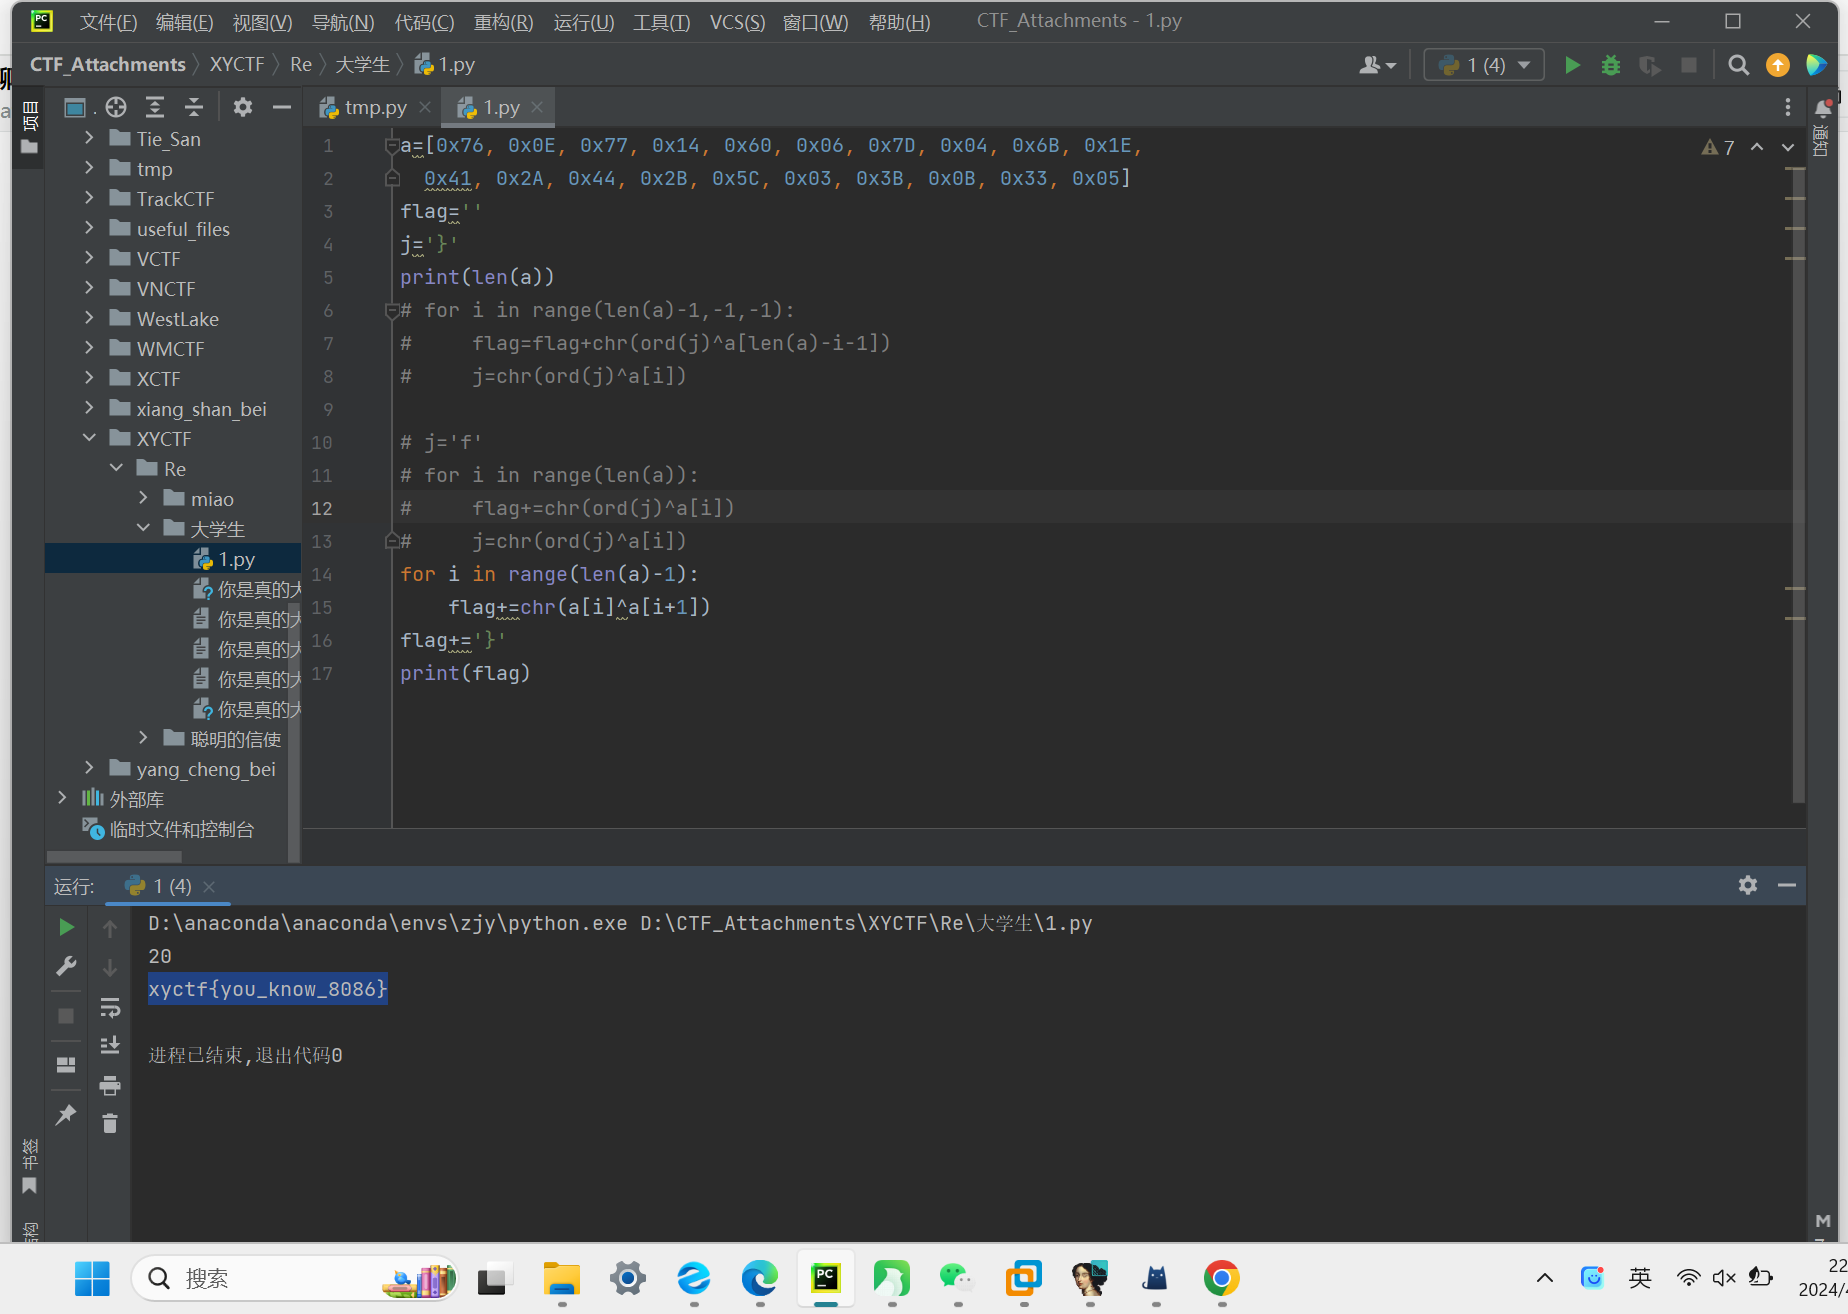 文件(F) 编辑(E) 视图(V) 导航(N) 代码(C) 重构(R) 运行(U) 工具(T) VCS(S) 窗口(W) 帮助(H) CTF_Attachments - 1.py
CTF_Attachments XYCTF Re 大学生 1.py
1 (4)
项目
tmp.py
1.py
通知
Tie_San
tmp
TrackCTF
useful_files
VCTF
VNCTF
WestLake
WMCTF
XCTF
xiang_shan_bei
XYCTF
Re
miao
大学生
1.py
你是真的大
你是真的大
你是真的大
你是真的大
你是真的大
聪明的信使
yang_cheng_bei
外部库
临时文件和控制台
7
1 a=[0x76, 0x0E, 0x77, 0x14, 0x60, 0x06, 0x7D, 0x04, 0x6B, 0x1E,
2 0x41, 0x2A, 0x44, 0x2B, 0x5C, 0x03, 0x3B, 0x0B, 0x33, 0x05]
3 flag=''
4 j='}'
5 print(len(a))
6 # for i in range(len(a)-1,-1,-1):
7 #     flag=flag+chr(ord(j)^a[len(a)-i-1])
8 #     j=chr(ord(j)^a[i])
9
10 # j='f'
11 # for i in range(len(a)):
12 #     flag+=chr(ord(j)^a[i])
13 #     j=chr(ord(j)^a[i])
14 for i in range(len(a)-1):
15     flag+=chr(a[i]^a[i+1])
16 flag+='}'
17 print(flag)
运行: 1 (4)
D:\anaconda\anaconda\envs\zjy\python.exe D:\CTF_Attachments\XYCTF\Re\大学生\1.py
20
xyctf{you_know_8086}
进程已结束,退出代码0
书签
M
搜索
英
22
2024/